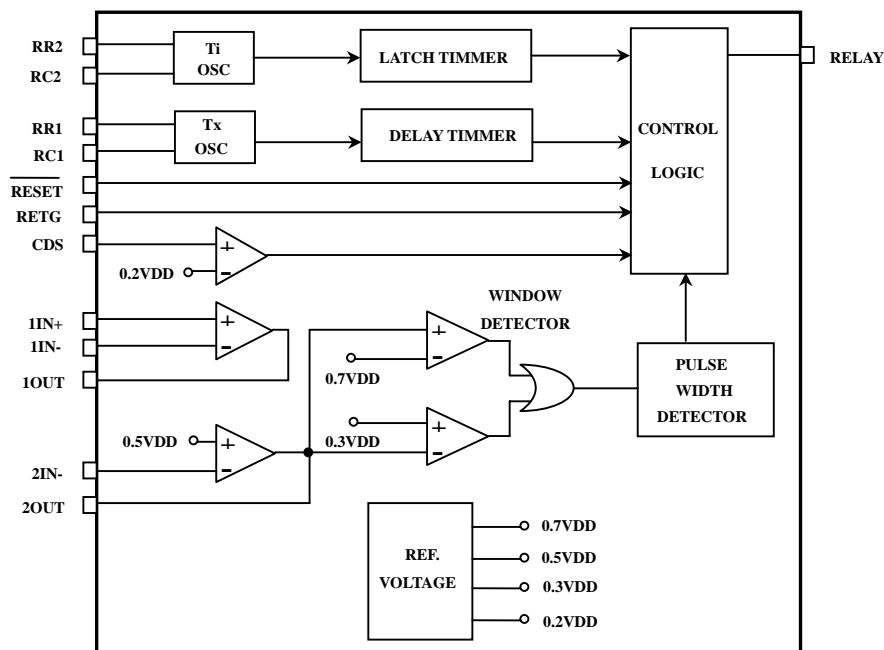 RR2
RC2
RR1
RC1
RESET
RETG
CDS
1IN+
1IN-
1OUT
2IN-
2OUT
Ti
OSC
LATCH TIMMER
Tx
OSC
DELAY TIMMER
CONTROL
LOGIC
RELAY
+
-
0.2VDD
+
-
WINDOW
DETECTOR
+
-
0.7VDD
0.5VDD
+
-
0.3VDD
+
-
PULSE
WIDTH
DETECTOR
REF.
VOLTAGE
0.7VDD
0.5VDD
0.3VDD
0.2VDD